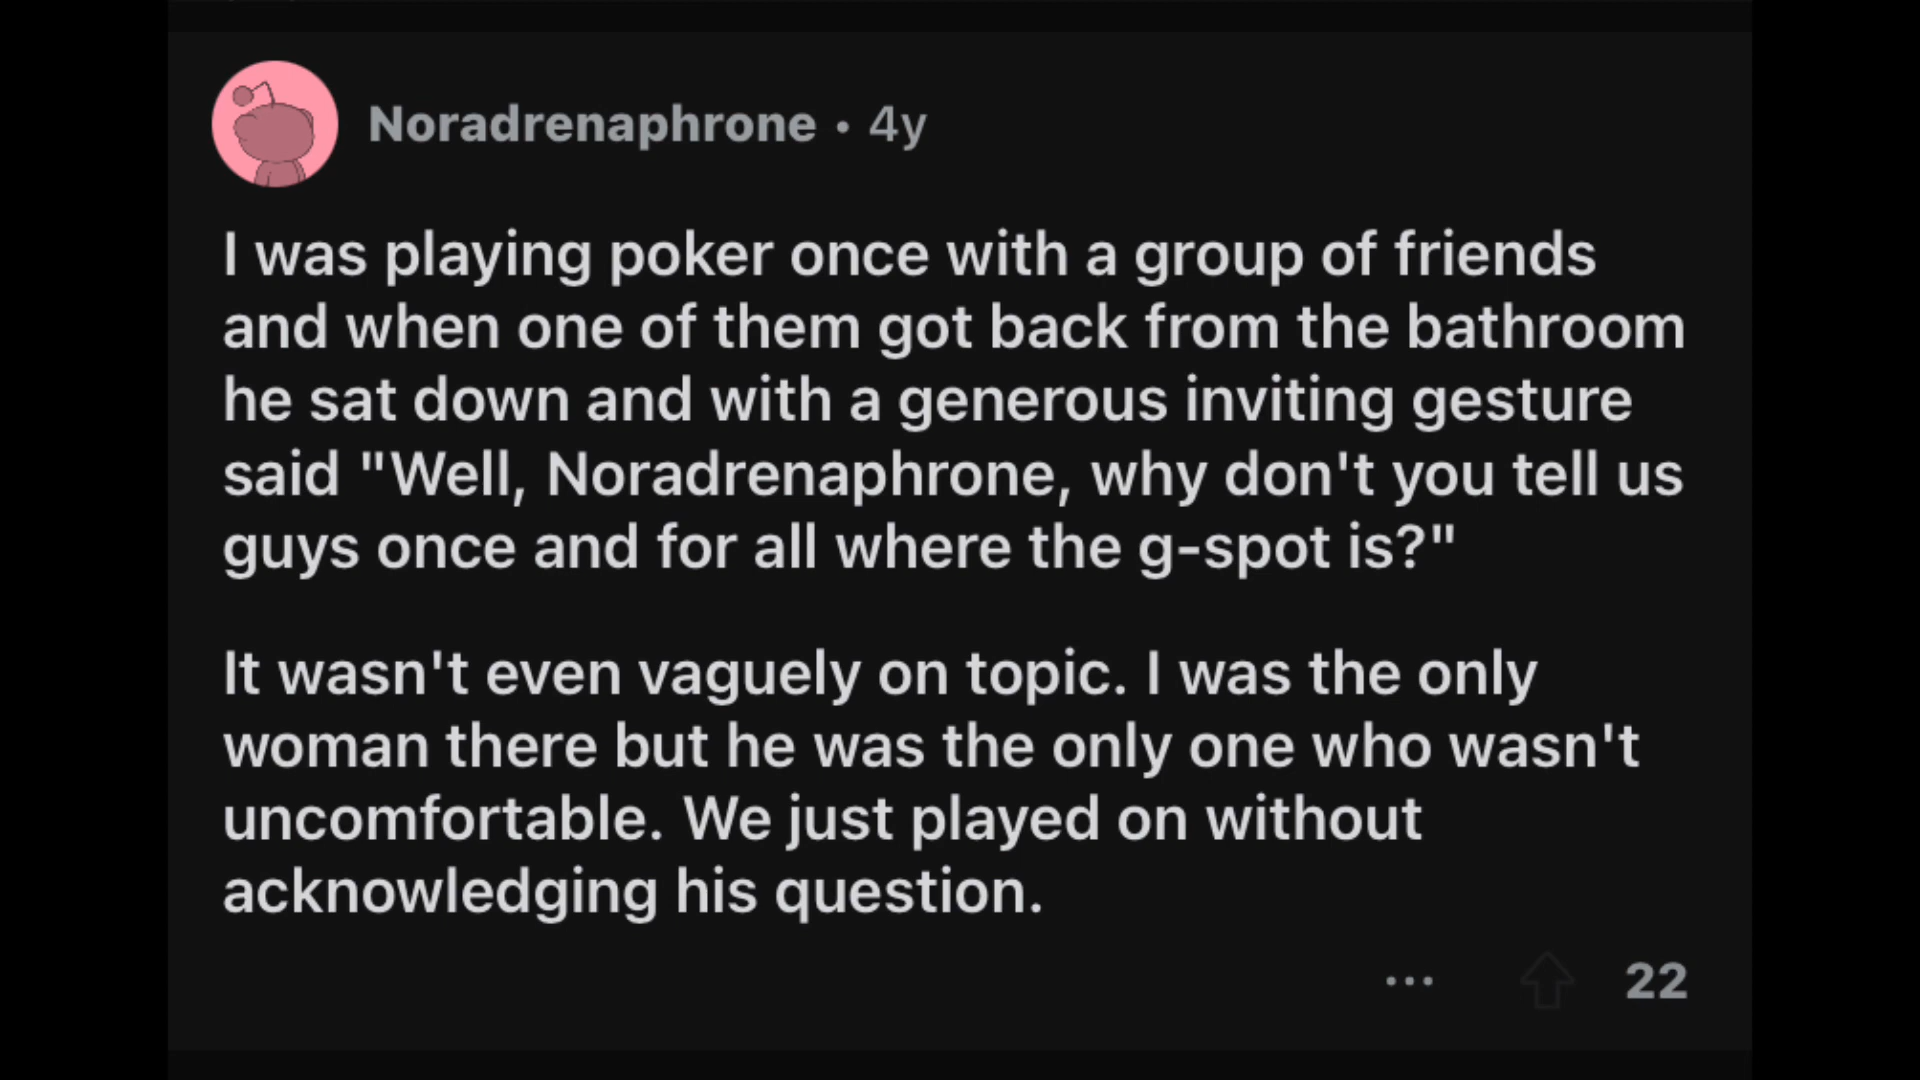 Noradrenaphrone • 4y
I was playing poker once with a group of friends
and when one of them got back from the bathroom
he sat down and with a generous inviting gesture
said "Well, Noradrenaphrone, why don't you tell us
guys once and for all where the g-spot is?"
It wasn't even vaguely on topic. I was the only
woman there but he was the only one who wasn't
uncomfortable. We just played on without
acknowledging his question.
... 22